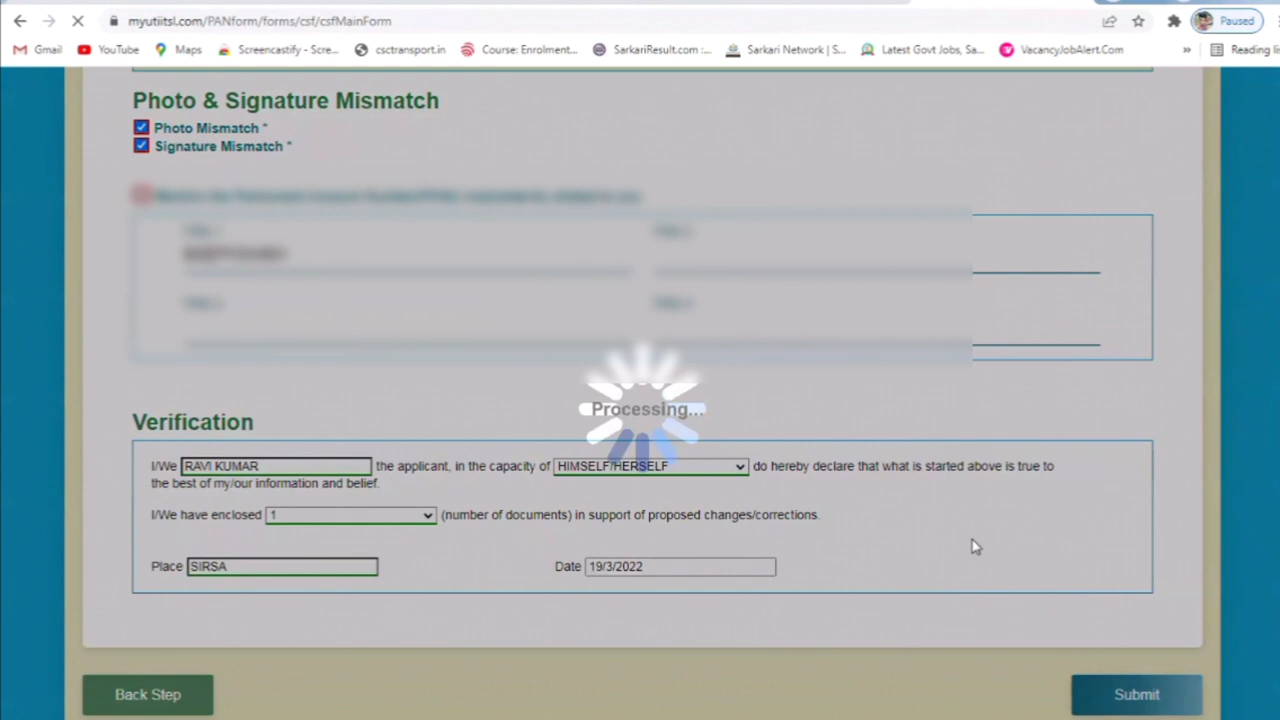 myutiitsl.com/PANform/forms/csf/csfMainForm
Paused
Gmail YouTube Maps Screencastify - Scre... csctransport.in Course: Enrolment... SarkariResult.com :... Sarkari Network | S... Latest Govt Jobs, Sa... VacancyJobAlert.Com » Reading li
Photo & Signature Mismatch
Photo Mismatch *
Signature Mismatch *
Processing...
Verification
I/We RAVI KUMAR the applicant, in the capacity of HIMSELF/HERSELF do hereby declare that what is started above is true to
the best of my/our information and belief.
I/We have enclosed 1 (number of documents) in support of proposed changes/corrections.
Place SIRSA Date 19/3/2022
Back Step Submit